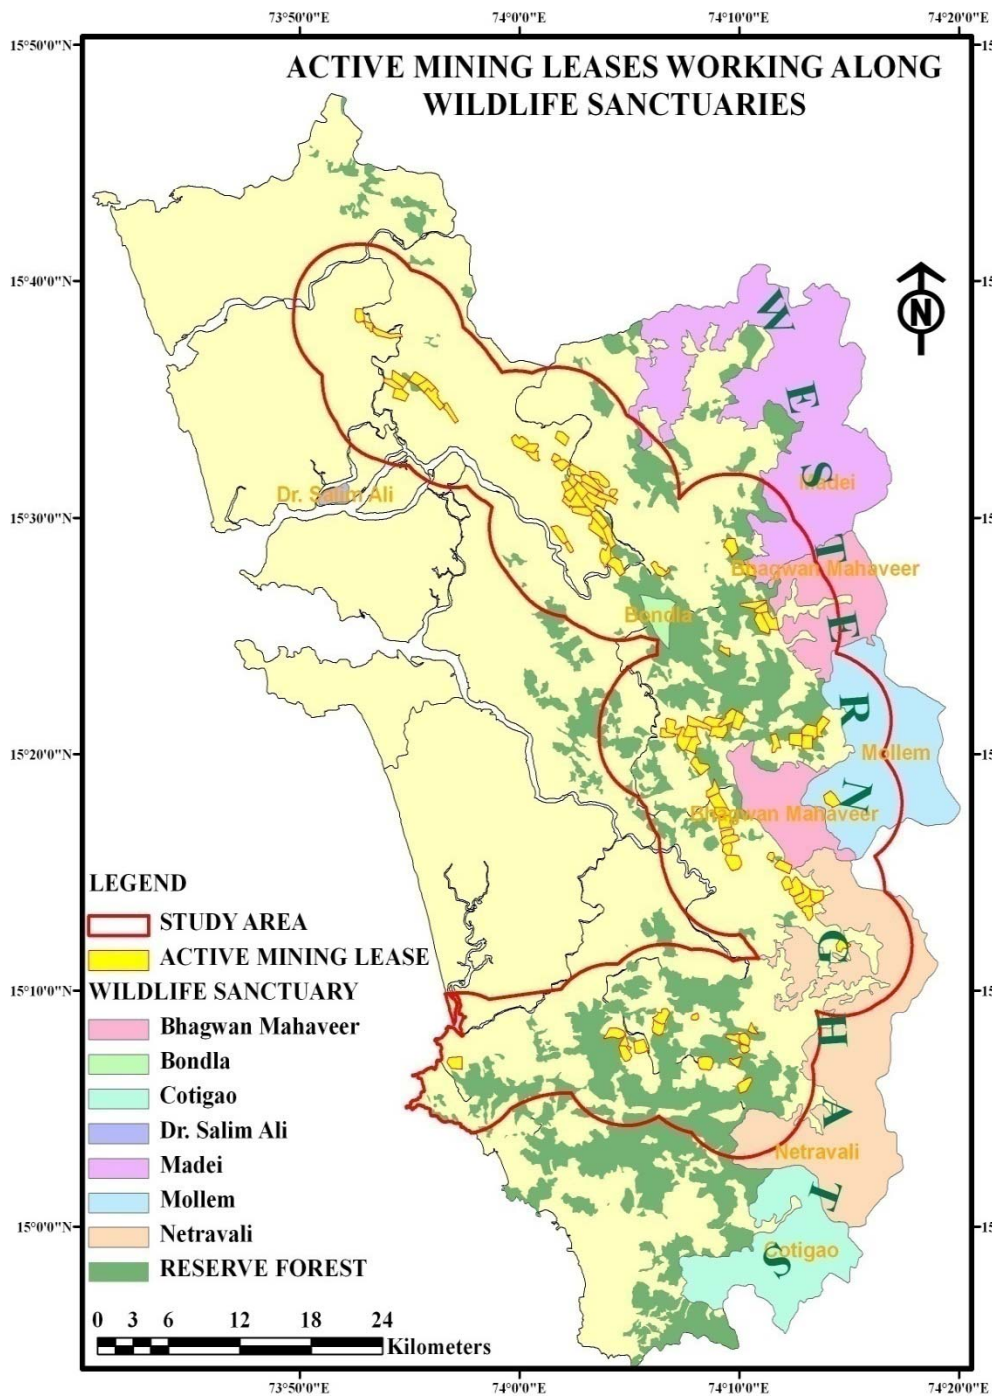 73°50'0"E 74°0'0"E 74°10'0"E 74°20'0"E
15°50'0"N
ACTIVE MINING LEASES WORKING ALONG
WILDLIFE SANCTUARIES
15°40'0"N
N
WESTERN GHATS
Dr. Salim Ali
Madei
15°30'0"N
Bhagwan Mahaveer
Bondla
15°20'0"N
Mollem
Bhagwan Mahaveer
15°10'0"N
Netravali
15°0'0"N
Cotigao
LEGEND
STUDY AREA
ACTIVE MINING LEASE
WILDLIFE SANCTUARY
Bhagwan Mahaveer
Bondla
Cotigao
Dr. Salim Ali
Madei
Mollem
Netravali
RESERVE FOREST
0 3 6 12 18 24
Kilometers
73°50'0"E 74°0'0"E 74°10'0"E 74°20'0"E